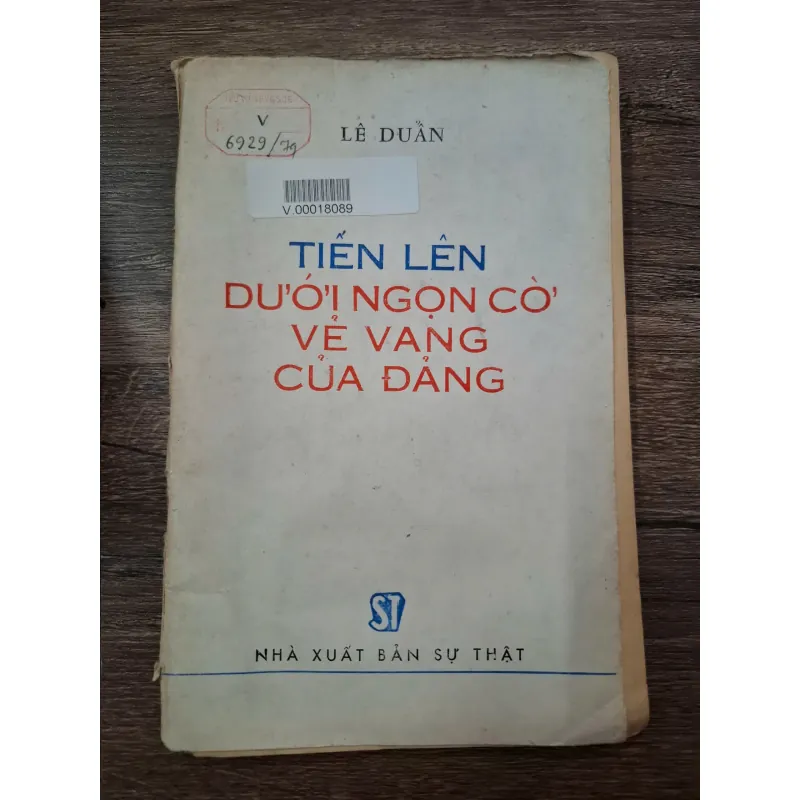 V
6929/79
LÊ DUẨN
V.00018089
TIẾN LÊN
DƯỚI NGỌN CỜ
VẺ VANG
CỦA ĐẢNG
ST
NHÀ XUẤT BẢN SỰ THẬT